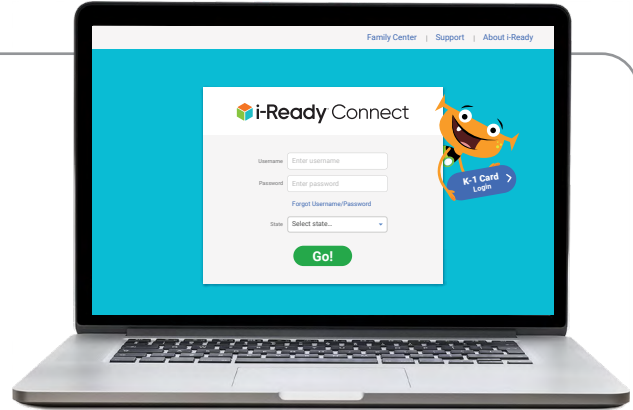 Family Center | Support | About i-Ready
i-Ready Connect
Username Enter username
Password Enter password
Forgot Username/Password
State Select state...
Go!
K-1 Card
Login